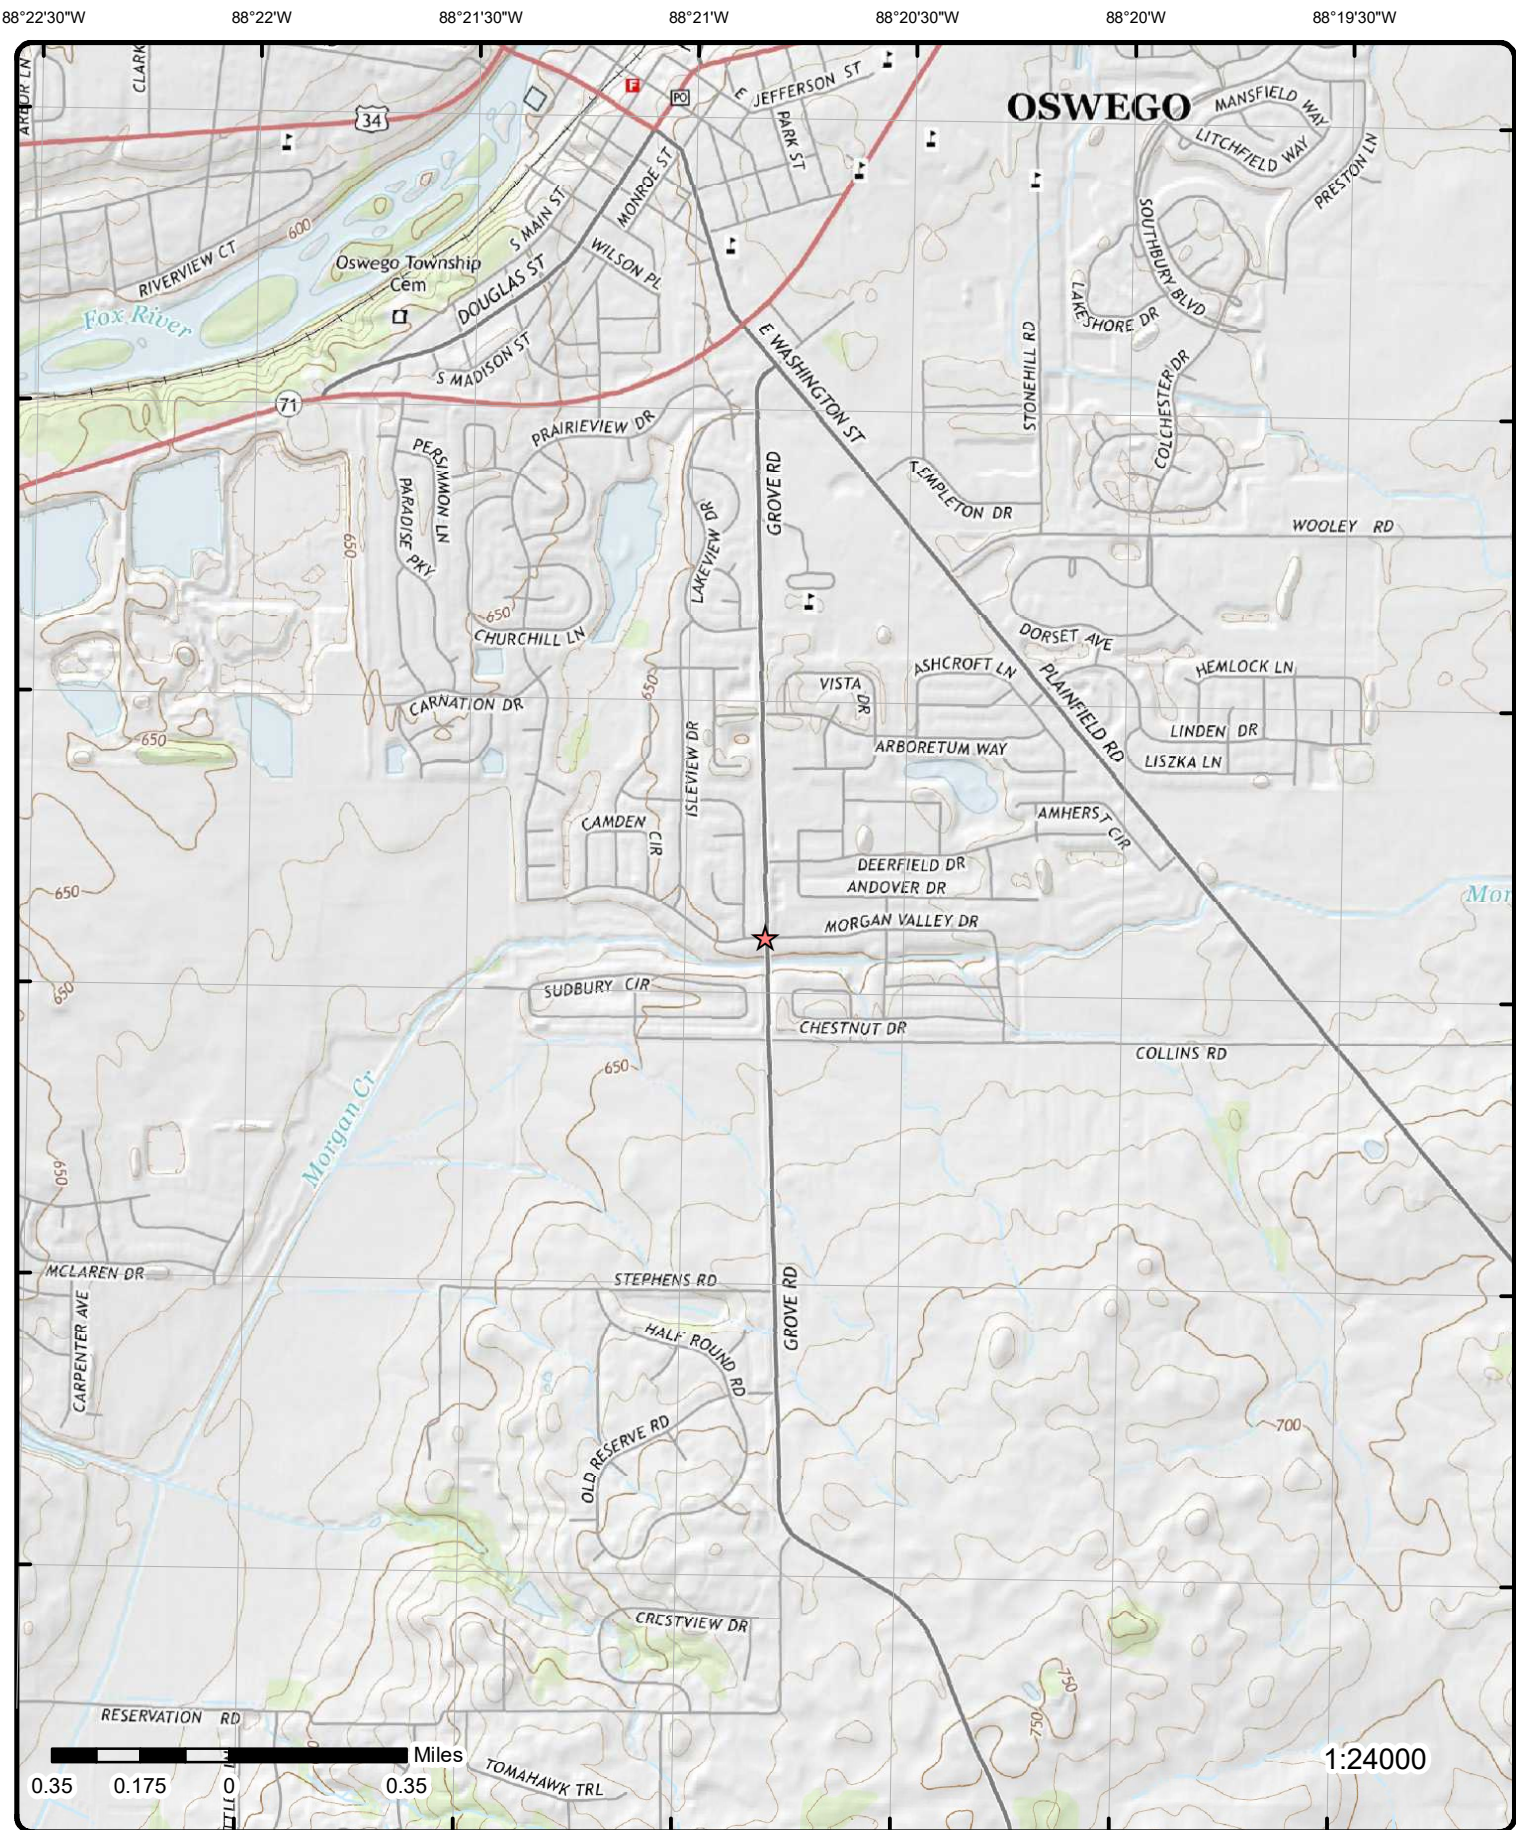 88°22'30"W
88°22'W
88°21'30"W
88°21'W
88°20'30"W
88°20'W
88°19'30"W
ARBOR LN
CLARK
34
F
PO
E JEFFERSON ST
PARK ST
OSWEGO
MANSFIELD WAY
LITCHFIELD WAY
PRESTON LN
MONROE ST
S MAIN ST
WILSON PL
SOUTHBURY BLVD
600
RIVERVIEW CT
Oswego Township
Cem
DOUGLAS ST
LAKESHORE DR
Fox River
S MADISON ST
E WASHINGTON ST
STONEHILL RD
COLCHESTER DR
71
PRAIRIEVIEW DR
PERSIMMON LN
PARADISE PKY
GROVE RD
LAKEVIEW DR
TEMPLETON DR
WOOLEY RD
650
650
CHURCHILL LN
DORSET AVE
650
VISTA DR
ASHCROFT LN
PLAINFIELD RD
HEMLOCK LN
CARNATION DR
ISLEVIEW DR
ARBORETUM WAY
LINDEN DR
LISZKA LN
650
CAMDEN CIR
AMHERST CIR
DEERFIELD DR
ANDOVER DR
650
Mor
MORGAN VALLEY DR
650
SUDBURY CIR
CHESTNUT DR
COLLINS RD
650
Morgan Cr
650
MCLAREN DR
STEPHENS RD
GROVE RD
CARPENTER AVE
HALF ROUND RD
OLD RESERVE RD
700
CRESTVIEW DR
750
750
RESERVATION RD
Miles
0.35
0.175
0
0.35
TOMAHAWK TRL
1:24000